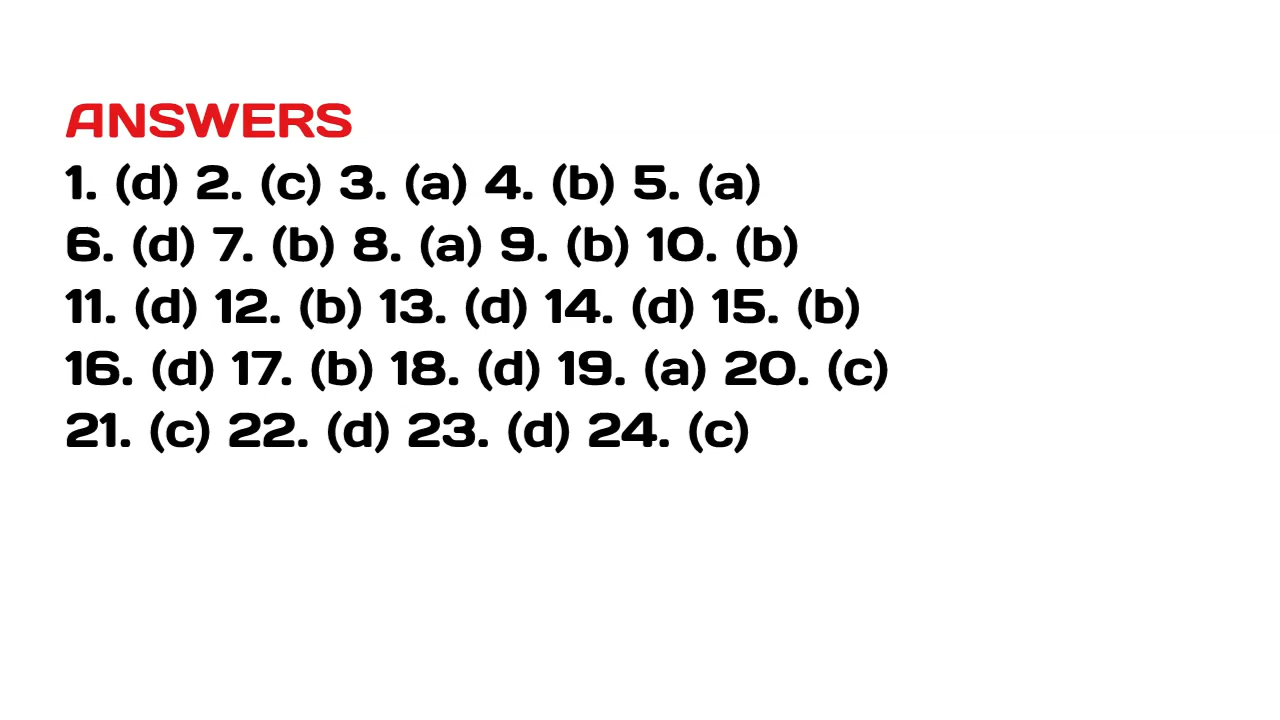 ANSWERS
1. (d) 2. (c) 3. (a) 4. (b) 5. (a)
6. (d) 7. (b) 8. (a) 9. (b) 10. (b)
11. (d) 12. (b) 13. (d) 14. (d) 15. (b)
16. (d) 17. (b) 18. (d) 19. (a) 20. (c)
21. (c) 22. (d) 23. (d) 24. (c)